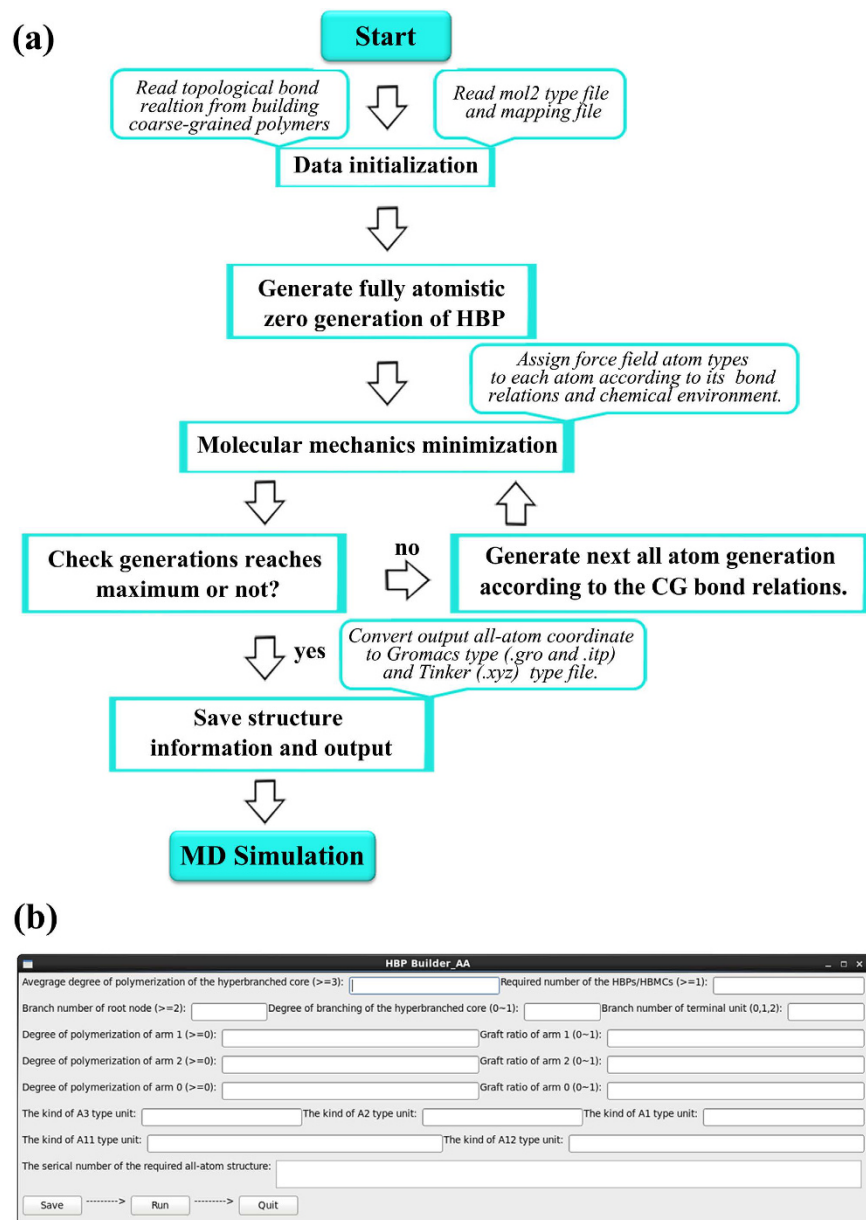 (a)
Start
Read topological bond
realtion from building
coarse-grained polymers
Read mol2 type file
and mapping file
Data initialization
Generate fully atomistic
zero generation of HBP
Assign force field atom types
to each atom according to its bond
relations and chemical environment.
Molecular mechanics minimization
Check generations reaches
maximum or not?
no
Generate next all atom generation
according to the CG bond relations.
yes
Convert output all-atom coordinate
to Gromacs type (.gro and .itp)
and Tinker (.xyz) type file.
Save structure
information and output
MD Simulation
(b)
HBP Builder_AA
Avegrage degree of polymerization of the hyperbranched core (>=3): Required number of the HBPs/HBMCs (>=1):
Branch number of root node (>=2): Degree of branching of the hyperbranched core (0~1): Branch number of terminal unit (0,1,2):
Degree of polymerization of arm 1 (>=0): Graft ratio of arm 1 (0~1):
Degree of polymerization of arm 2 (>=0): Graft ratio of arm 2 (0~1):
Degree of polymerization of arm 0 (>=0): Graft ratio of arm 0 (0~1):
The kind of A3 type unit: The kind of A2 type unit: The kind of A1 type unit:
The kind of A11 type unit: The kind of A12 type unit:
The serical number of the required all-atom structure:
Save ---------> Run ---------> Quit